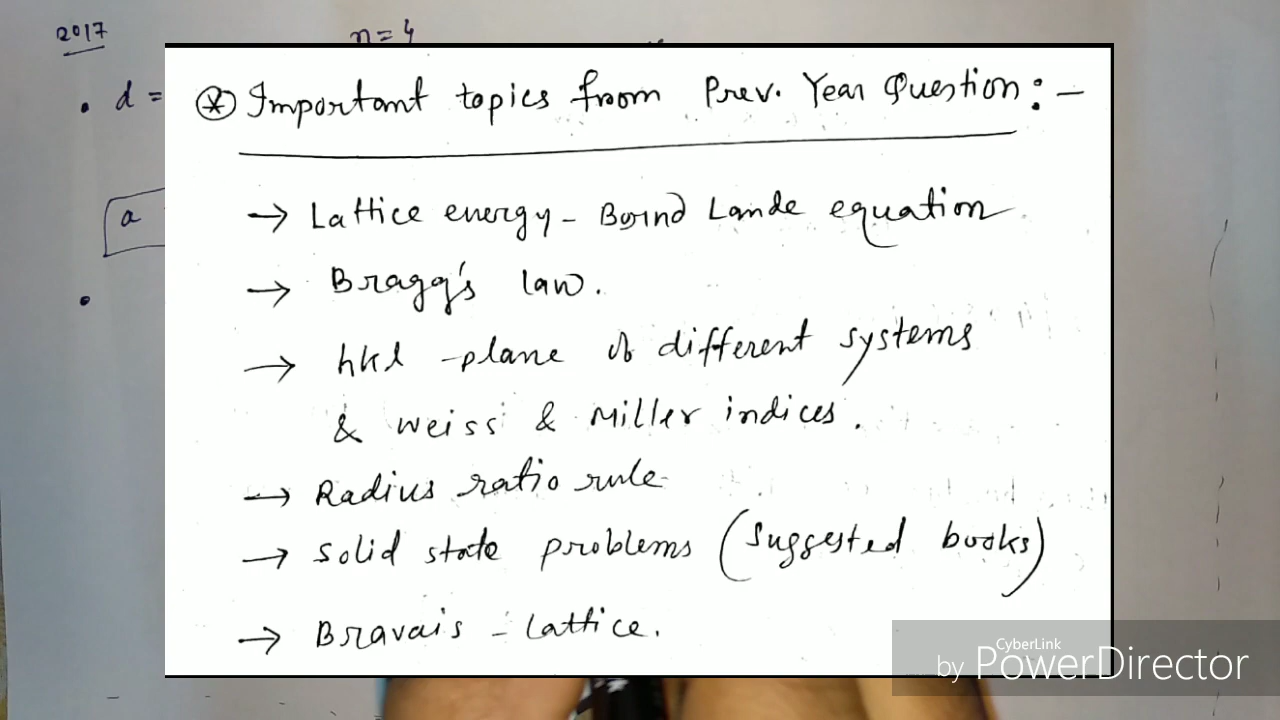 2017
n = 4
d =
⊛ Important topics from Prev. Year Question : –
→ Lattice energy – Bornd Lande equation
→ Bragg's law.
→ hkl – plane of different systems
& weiss & Miller indices.
a
→ Radius ratio rule
→ solid state problems (Suggested books)
→ Bravais – Lattice.
CyberLink
by PowerDirector